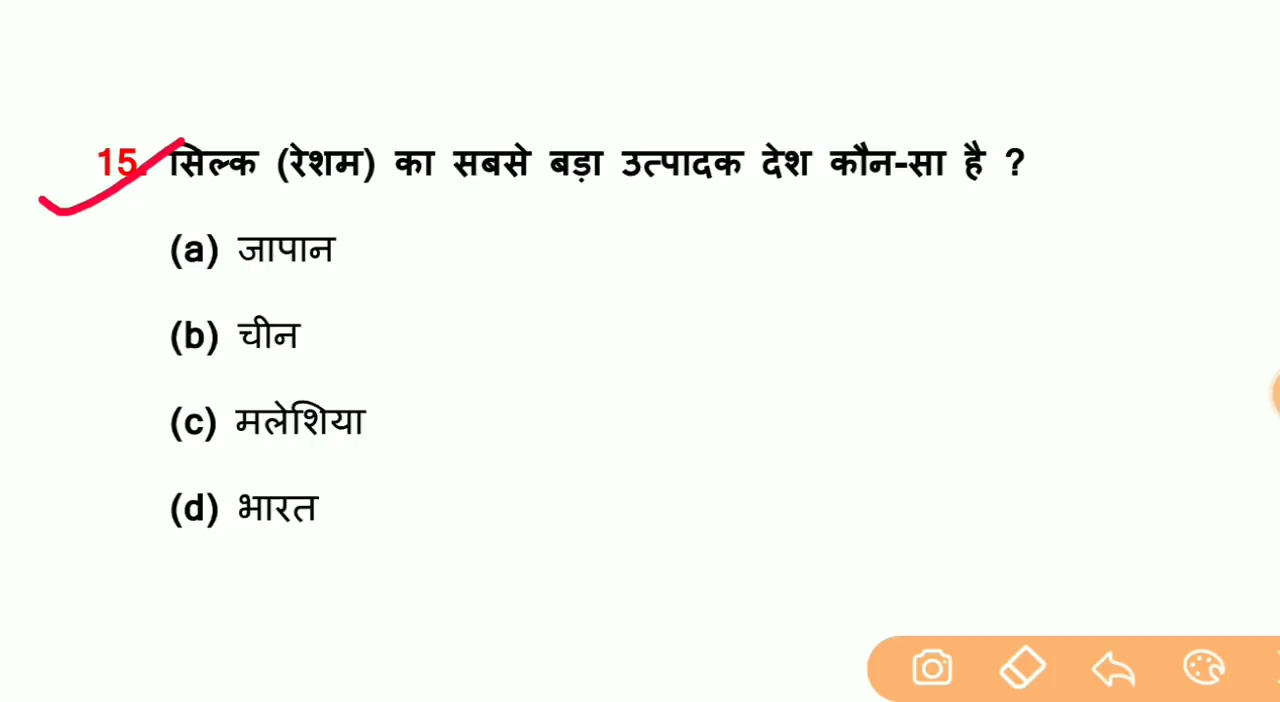 15. सिल्क (रेशम) का सबसे बड़ा उत्पादक देश कौन-सा है ?
(a) जापान
(b) चीन
(c) मलेशिया
(d) भारत